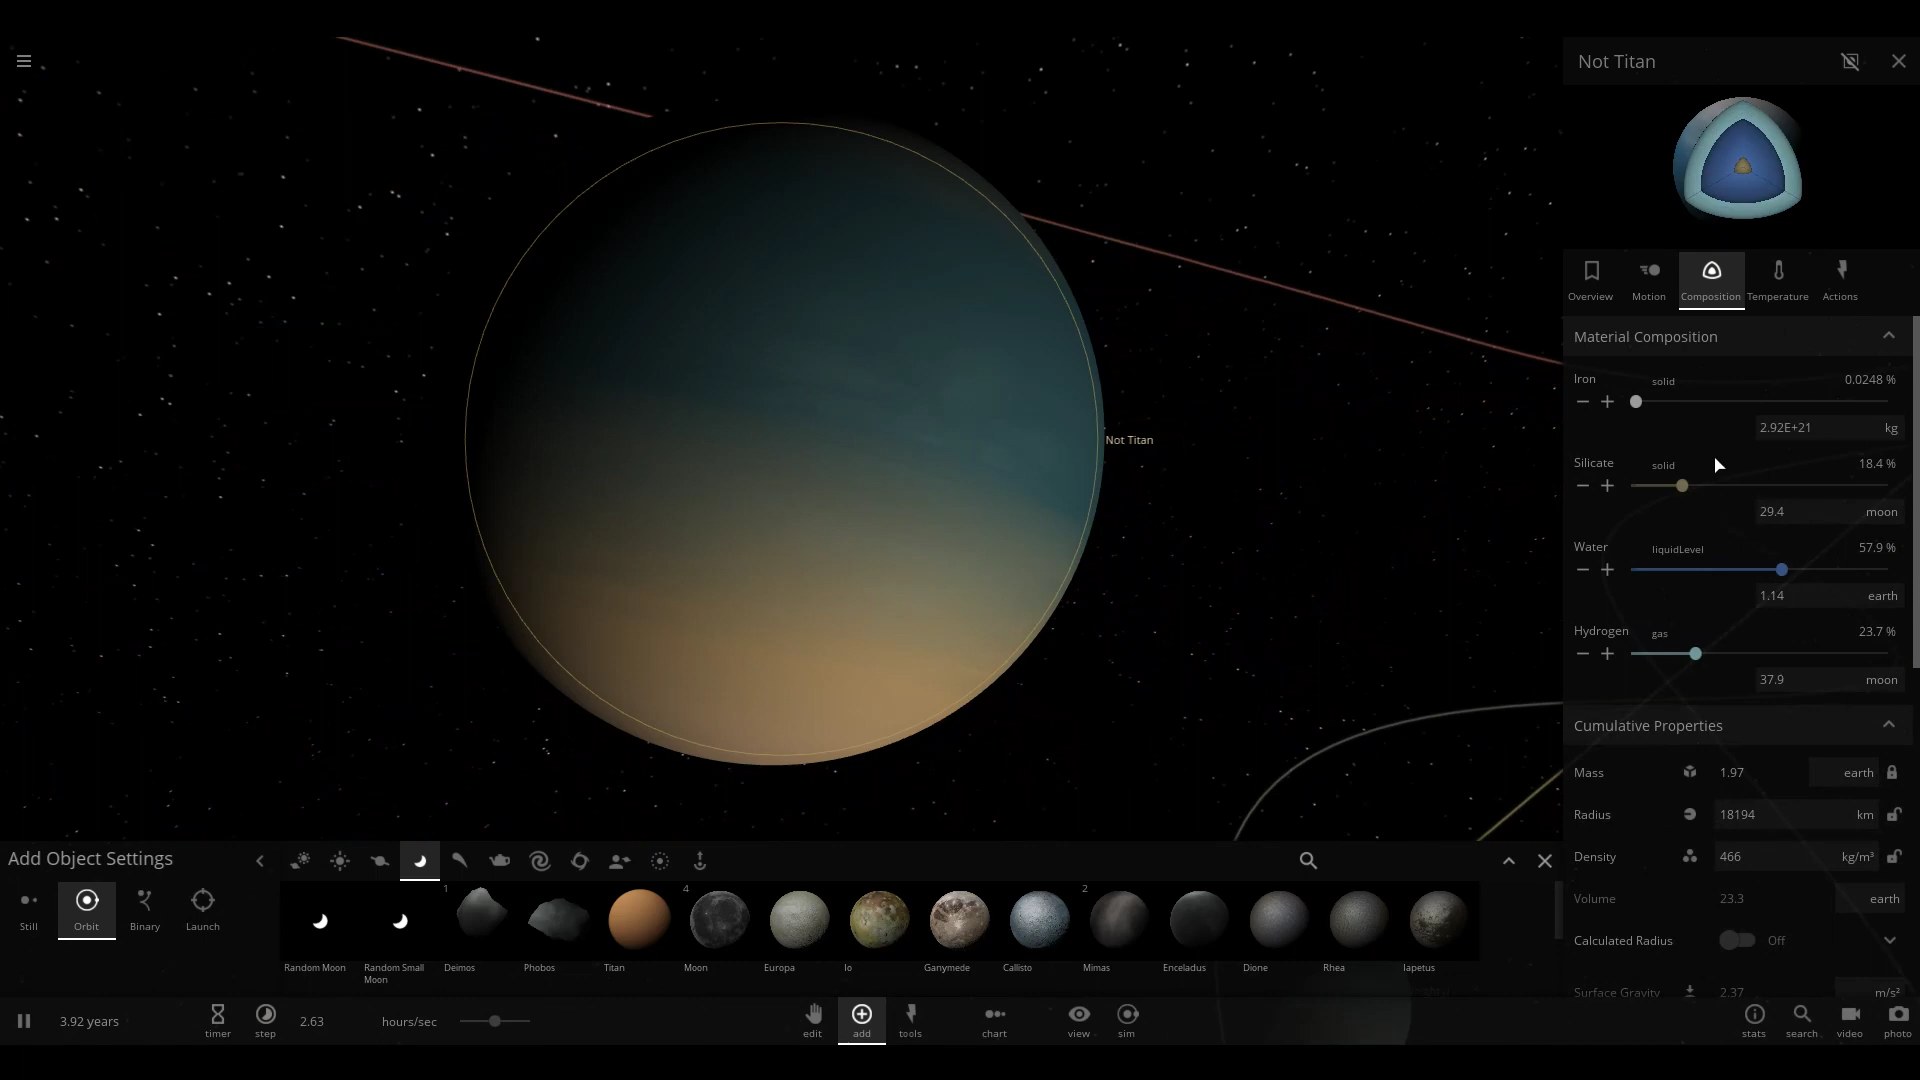 Not Titan
Overview
Motion
Composition
Temperature
Actions
Material Composition
Iron solid 0.0248 %
2.92E+21 kg
Silicate solid 18.4 %
29.4 moon
Water liquidLevel 57.9 %
1.14 earth
Hydrogen gas 23.7 %
37.9 moon
Cumulative Properties
Mass 1.97 earth
Radius 18194 km
Density 466 kg/m³
Volume 23.3 earth
Calculated Radius Off
Surface Gravity 2.37 m/s²
Not Titan
Add Object Settings
Still
Orbit
Binary
Launch
1
4
2
Random Moon
Random Small
Moon
Deimos
Phobos
Titan
Moon
Europa
Io
Ganymede
Callisto
Mimas
Enceladus
Dione
Rhea
Iapetus
3.92 years
timer
step
2.63 hours/sec
edit
add
tools
chart
view
sim
stats
search
video
photo